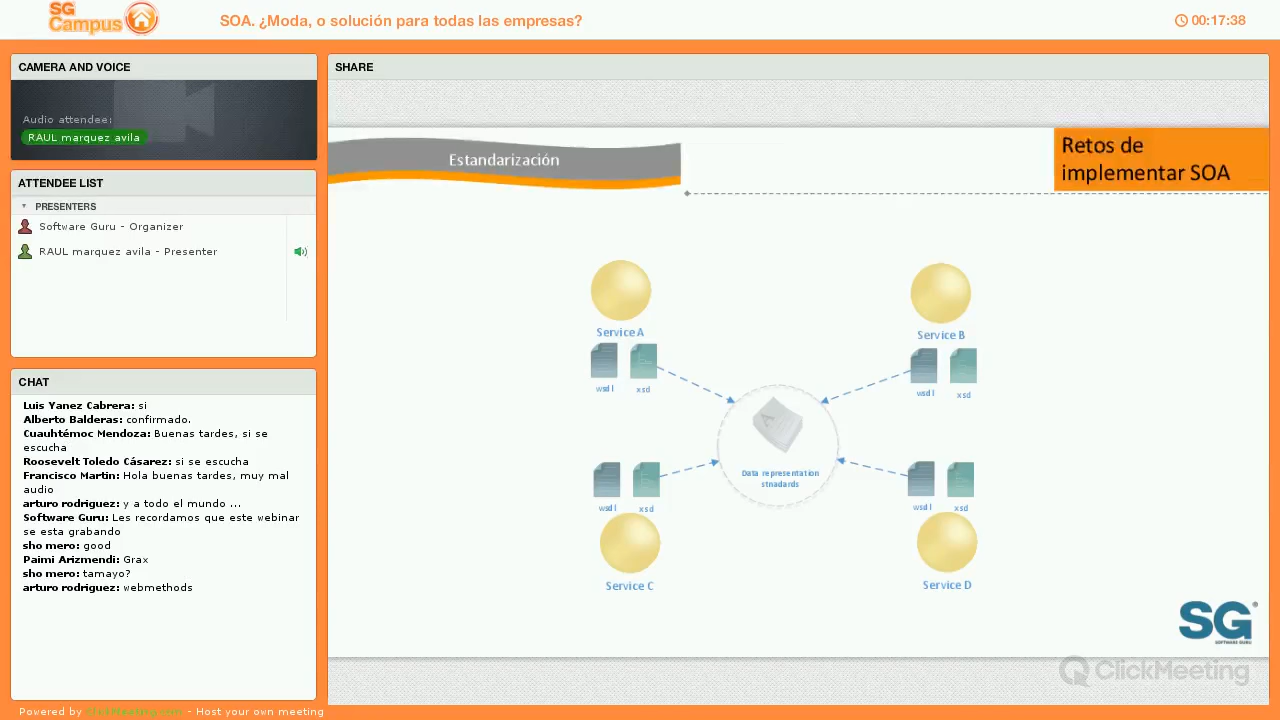 SG
Campus
SOA. ¿Moda, o solución para todas las empresas?
00:17:38
CAMERA AND VOICE
Audio attendee:
RAUL marquez avila
ATTENDEE LIST
PRESENTERS
Software Guru - Organizer
RAUL marquez avila - Presenter
CHAT
Luis Yanez Cabrera: si
Alberto Balderas: confirmado.
Cuauhtémoc Mendoza: Buenas tardes, si se
escucha
Roosevelt Toledo Cásarez: si se escucha
Francisco Martin: Hola buenas tardes, muy mal
audio
arturo rodriguez: y a todo el mundo ...
Software Guru: Les recordamos que este webinar
se esta grabando
sho mero: good
Paimi Arizmendi: Grax
sho mero: tamayo?
arturo rodriguez: webmethods
Powered by ClickMeeting.com - Host your own meeting
SHARE
Estandarización
Retos de
implementar SOA
Service A
wsdl xsd
Service B
wsdl xsd
Data representation
stnadards
wsdl xsd
Service C
wsdl xsd
Service D
SG
SOFTWARE GURU
ClickMeeting